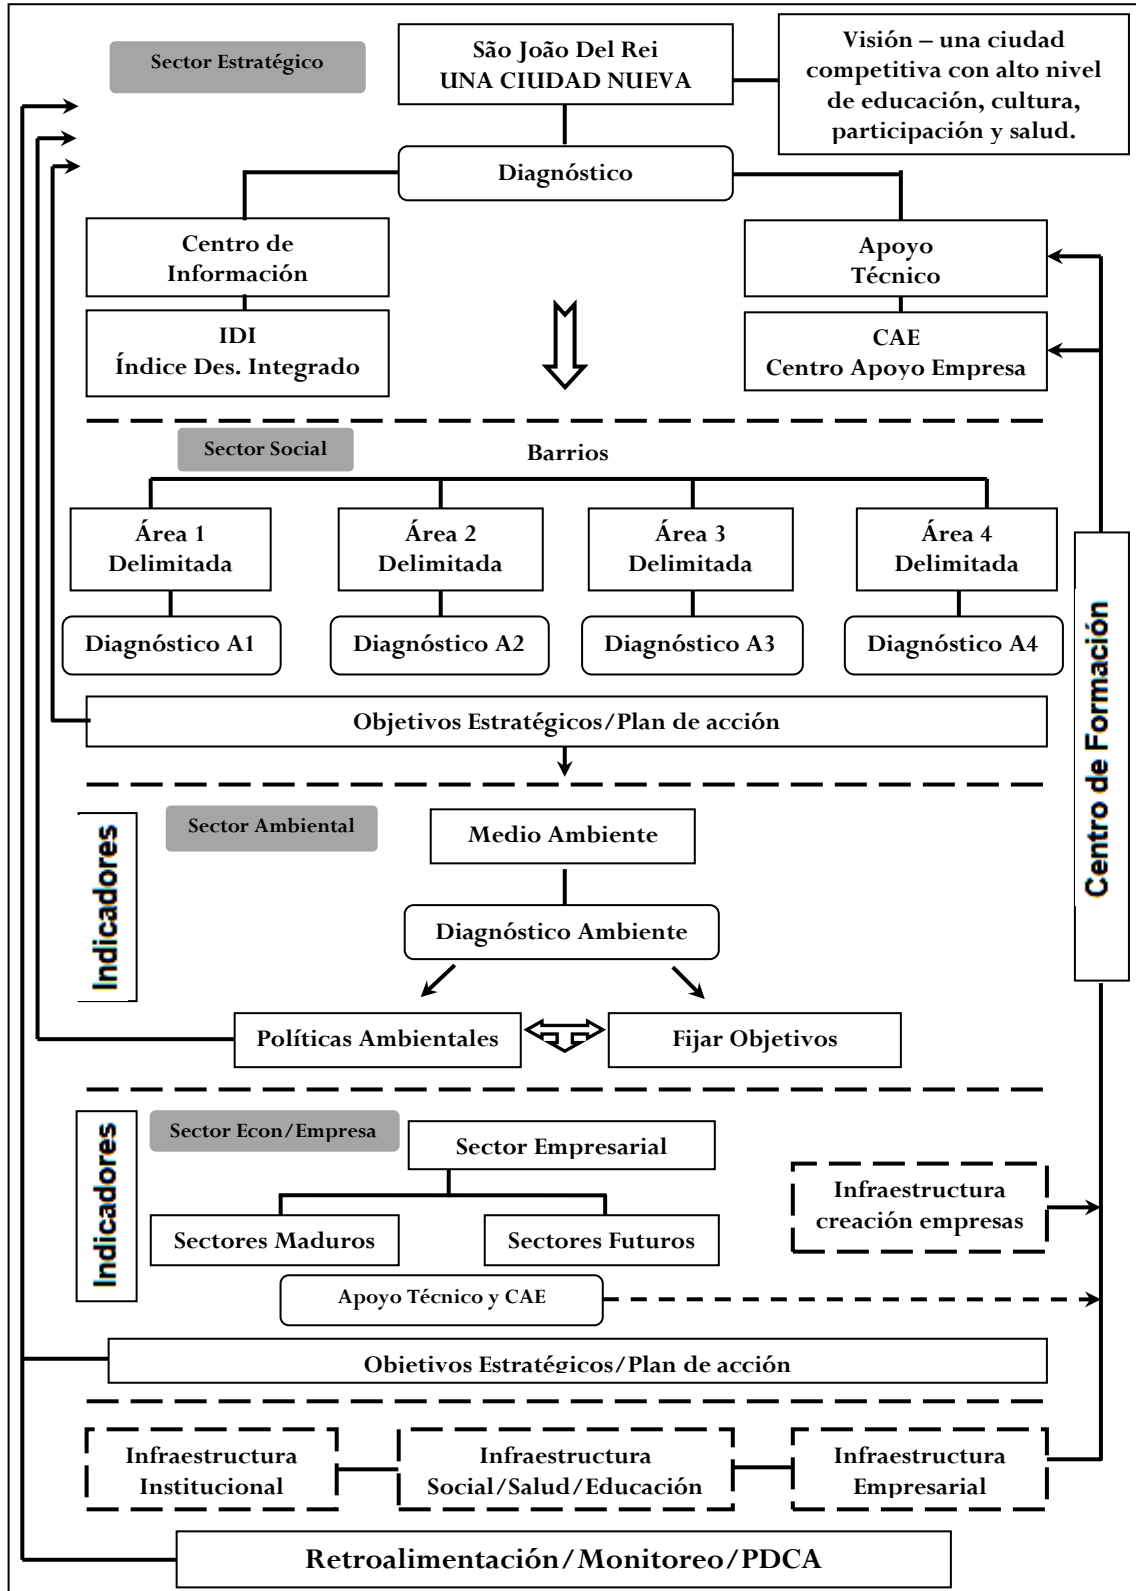 Sector Estratégico
São João Del Rei
UNA CIUDAD NUEVA
Visión – una ciudad
competitiva con alto nivel
de educación, cultura,
participación y salud.
Diagnóstico
Centro de
Información
Apoyo
Técnico
IDI
Índice Des. Integrado
CAE
Centro Apoyo Empresa
Sector Social
Barrios
Área 1
Delimitada
Área 2
Delimitada
Área 3
Delimitada
Área 4
Delimitada
Diagnóstico A1
Diagnóstico A2
Diagnóstico A3
Diagnóstico A4
Objetivos Estratégicos/Plan de acción
Centro de Formación
Sector Ambiental
Medio Ambiente
Indicadores
Diagnóstico Ambiente
Políticas Ambientales
Fijar Objetivos
Sector Econ/Empresa
Sector Empresarial
Indicadores
Infraestructura
creación empresas
Sectores Maduros
Sectores Futuros
Apoyo Técnico y CAE
Objetivos Estratégicos/Plan de acción
Infraestructura
Institucional
Infraestructura
Social/Salud/Educación
Infraestructura
Empresarial
Retroalimentación/Monitoreo/PDCA